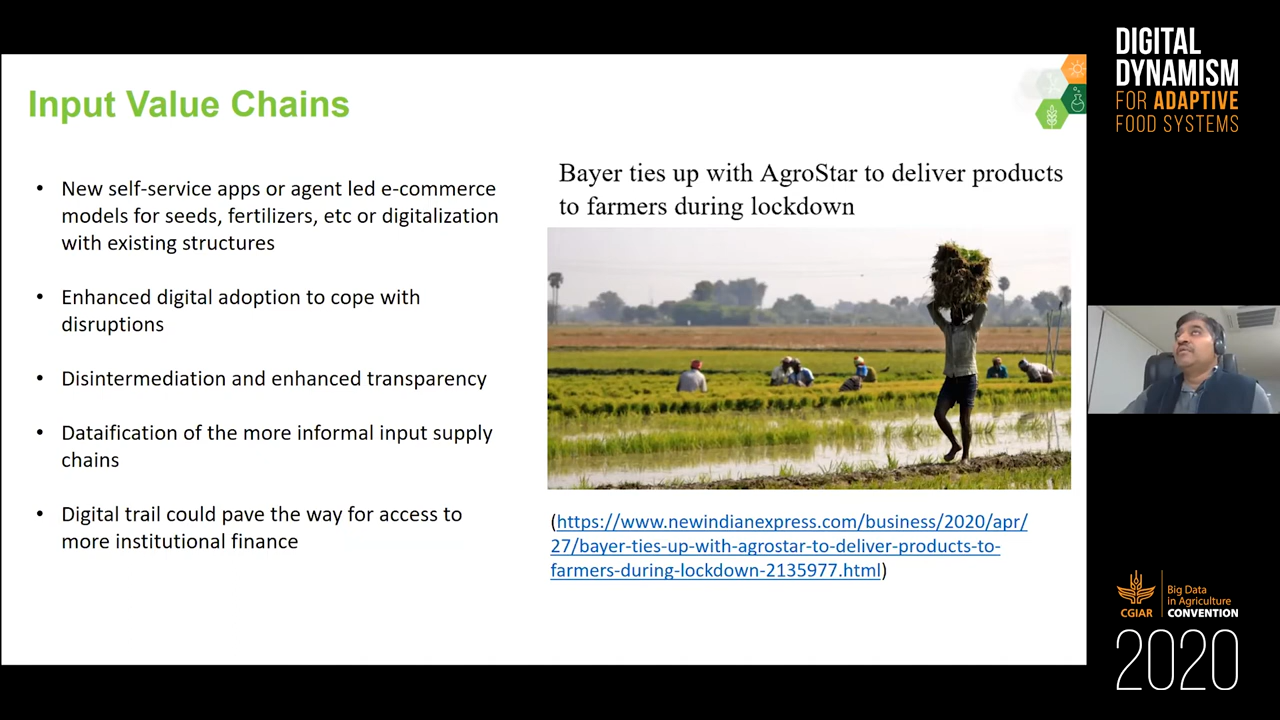 Input Value Chains
• New self-service apps or agent led e-commerce
models for seeds, fertilizers, etc or digitalization
with existing structures
• Enhanced digital adoption to cope with
disruptions
• Disintermediation and enhanced transparency
• Dataification of the more informal input supply
chains
• Digital trail could pave the way for access to
more institutional finance
Bayer ties up with AgroStar to deliver products
to farmers during lockdown
(https://www.newindianexpress.com/business/2020/apr/
27/bayer-ties-up-with-agrostar-to-deliver-products-to-
farmers-during-lockdown-2135977.html)
DIGITAL
DYNAMISM
FOR ADAPTIVE
FOOD SYSTEMS
CGIAR
Big Data
in Agriculture
CONVENTION
2020